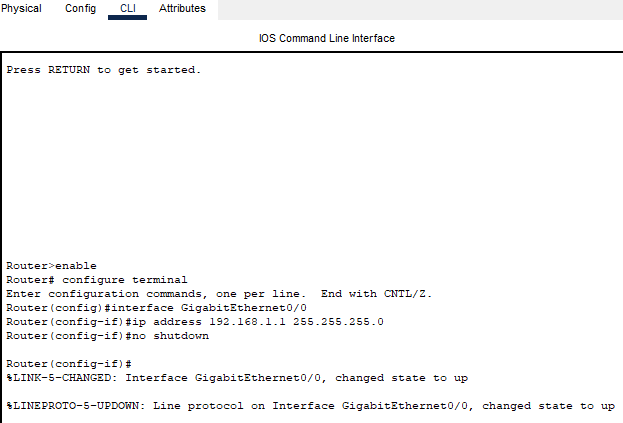 Physical Config CLI Attributes
IOS Command Line Interface
Press RETURN to get started.
Router>enable
Router# configure terminal
Enter configuration commands, one per line.  End with CNTL/Z.
Router(config)#interface GigabitEthernet0/0
Router(config-if)#ip address 192.168.1.1 255.255.255.0
Router(config-if)#no shutdown
Router(config-if)#
%LINK-5-CHANGED: Interface GigabitEthernet0/0, changed state to up
%LINEPROTO-5-UPDOWN: Line protocol on Interface GigabitEthernet0/0, changed state to up